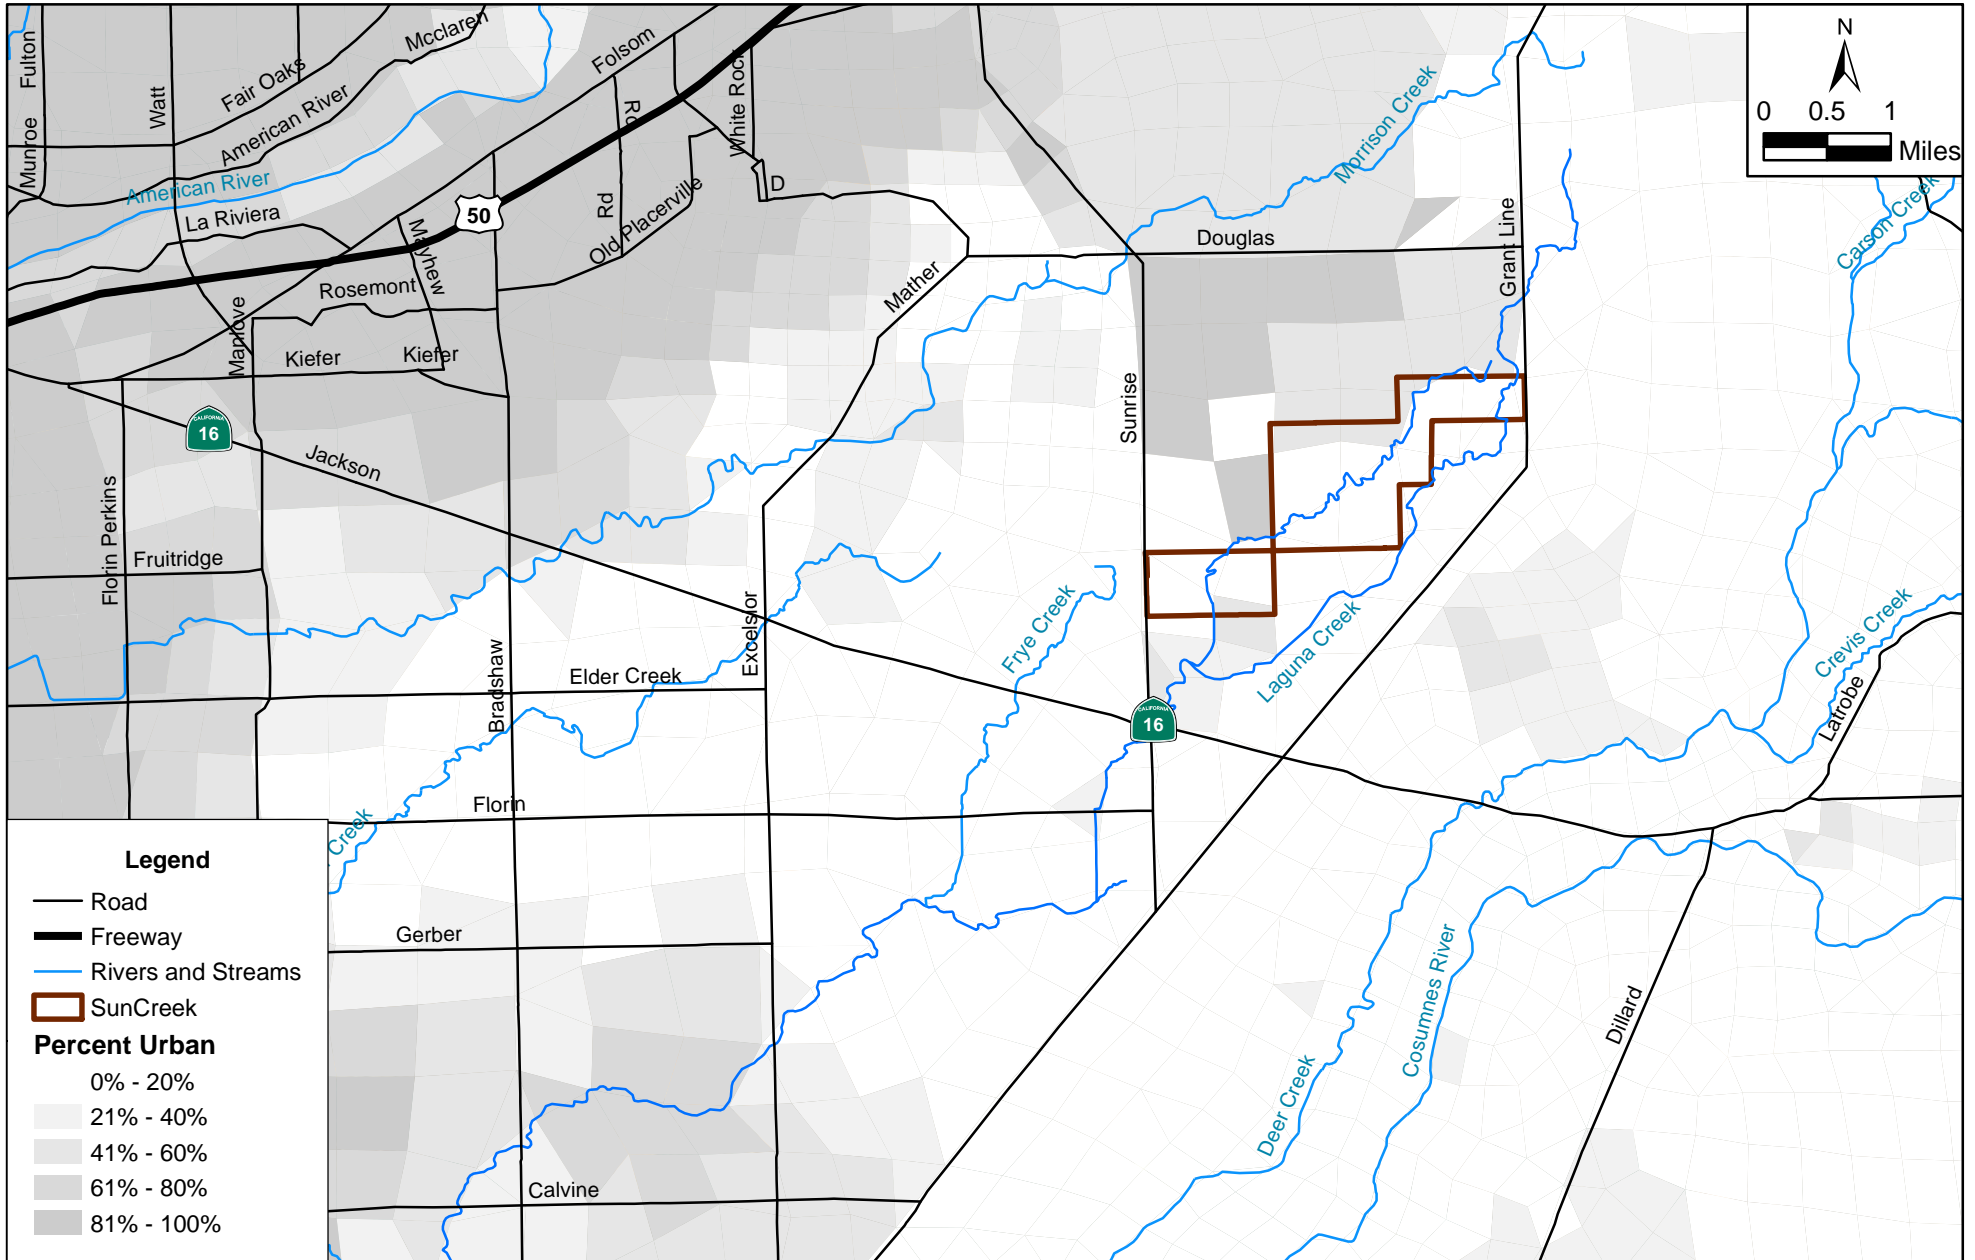 Fulton
Munroe
Watt
Fair Oaks
Mcclaren
American River
American River
La Riviera
Folsom
50
Mayhew
Rd
Rd
White Rock
D
Old Placerville
Rosemont
Manlove
Kiefer
Kiefer
CALIFORNIA
16
Jackson
Florin Perkins
Fruitridge
Mather
Morrison Creek
Douglas
Grant Line
Sunrise
N
0 0.5 1
Miles
Carson Creek
Crevis Creek
Latrobe
Frye Creek
Laguna Creek
CALIFORNIA
16
Excelsior
Bradshaw
Elder Creek
Florin
Creek
Gerber
Calvine
Deer Creek
Cosumnes River
Dillard
Legend
Road
Freeway
Rivers and Streams
SunCreek
Percent Urban
0% - 20%
21% - 40%
41% - 60%
61% - 80%
81% - 100%